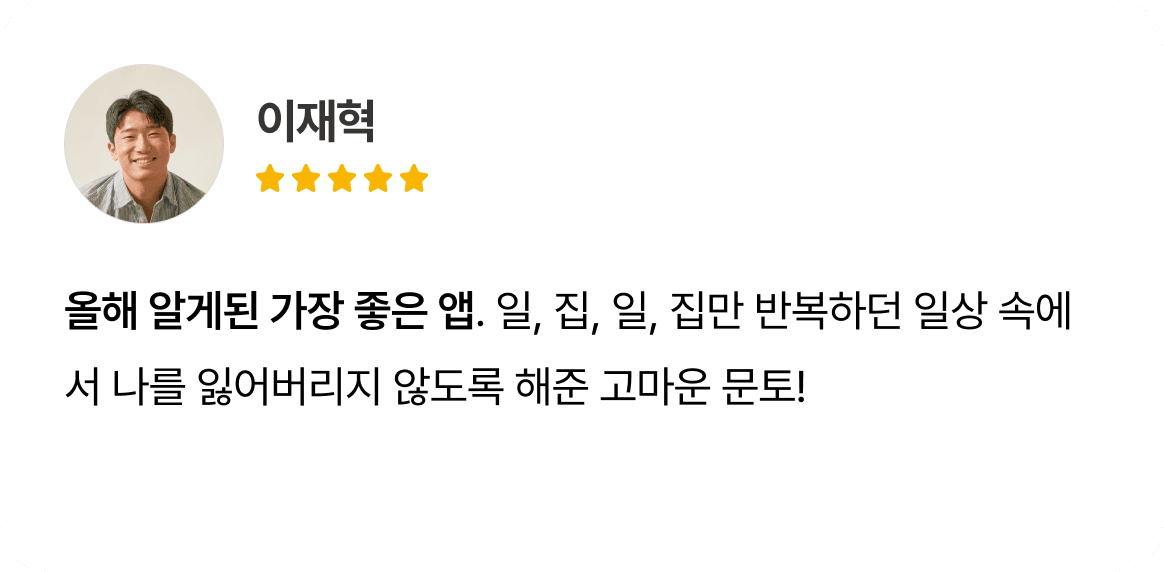 이재혁
올해 알게된 가장 좋은 앱. 일, 집, 일, 집만 반복하던 일상 속에
서 나를 잃어버리지 않도록 해준 고마운 문토!